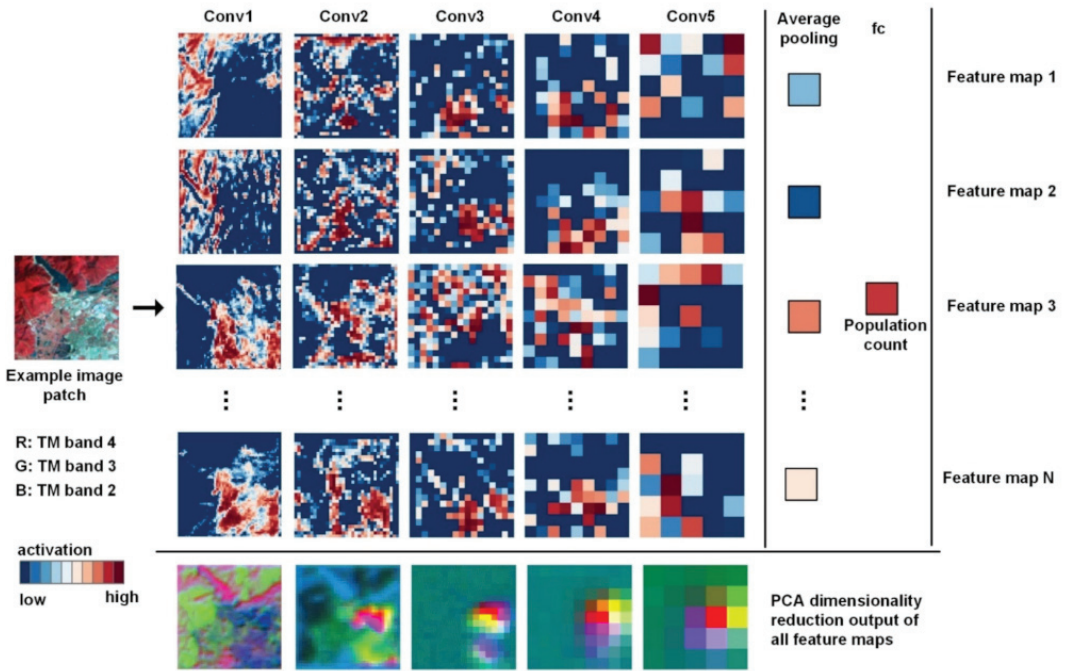 Conv1 Conv2 Conv3 Conv4 Conv5
Average
pooling
fc
Feature map 1
Feature map 2
Feature map 3
Population
count
Example image
patch
⋮ ⋮ ⋮ ⋮ ⋮ ⋮
R: TM band 4
G: TM band 3
B: TM band 2
Feature map N
activation
low high
PCA dimensionality
reduction output of
all feature maps